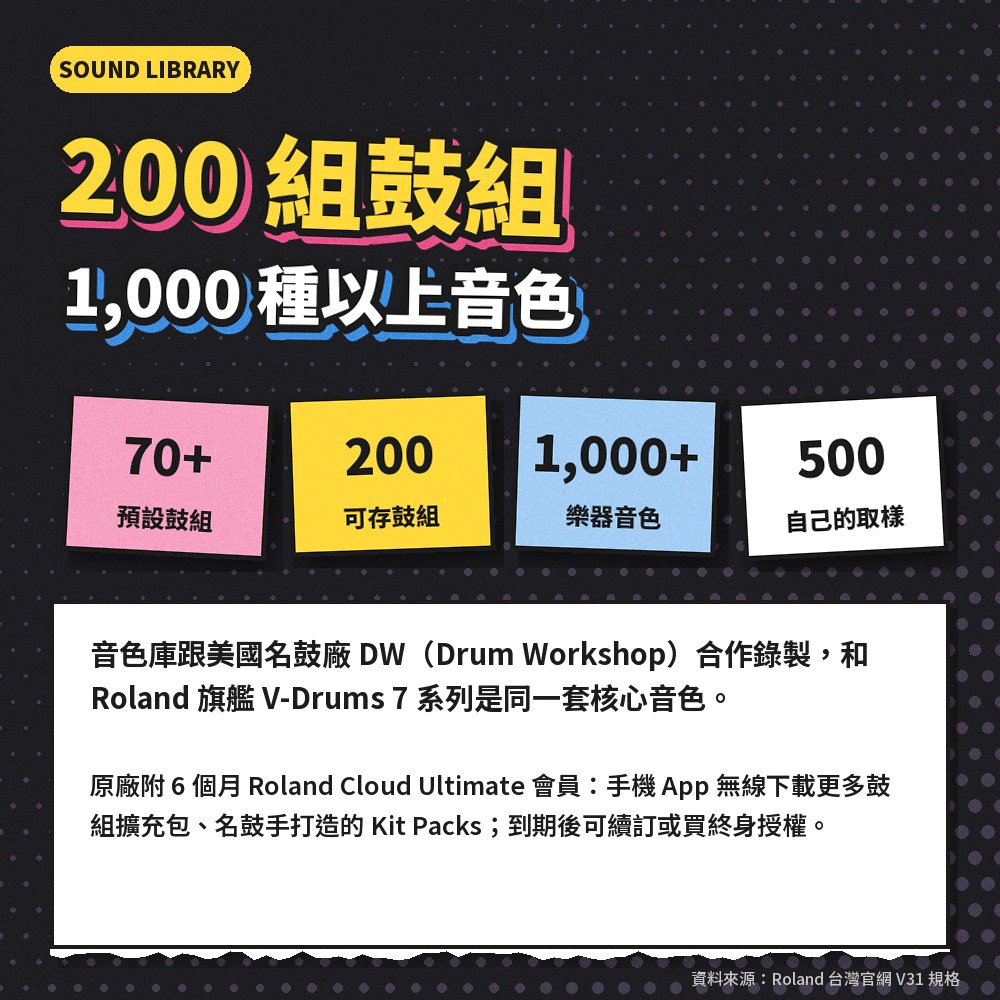 SOUND LIBRARY
200 組鼓組
1,000 種以上音色
70+
預設鼓組
200
可存鼓組
1,000+
樂器音色
500
自己的取樣
音色庫跟美國名鼓廠 DW（Drum Workshop）合作錄製，和
Roland 旗艦 V-Drums 7 系列是同一套核心音色。
原廠附 6 個月 Roland Cloud Ultimate 會員：手機 App 無線下載更多鼓
組擴充包、名鼓手打造的 Kit Packs；到期後可續訂或買終身授權。
資料來源：Roland 台灣官網 V31 規格